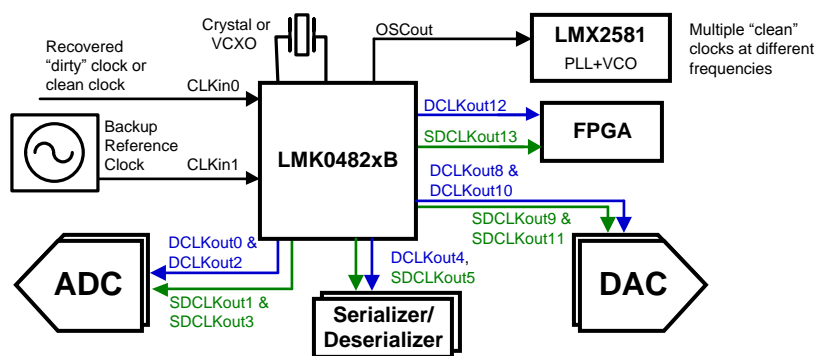 Crystal or
VCXO
OSCout
LMX2581
PLL+VCO
Multiple “clean”
clocks at different
frequencies
Recovered
“dirty” clock or
clean clock
CLKin0
Backup
Reference
Clock
CLKin1
LMK0482xB
DCLKout12
SDCLKout13
FPGA
DCLKout8 &
DCLKout10
SDCLKout9 &
SDCLKout11
DAC
ADC
DCLKout0 &
DCLKout2
SDCLKout1 &
SDCLKout3
DCLKout4,
SDCLKout5
Serializer/
Deserializer